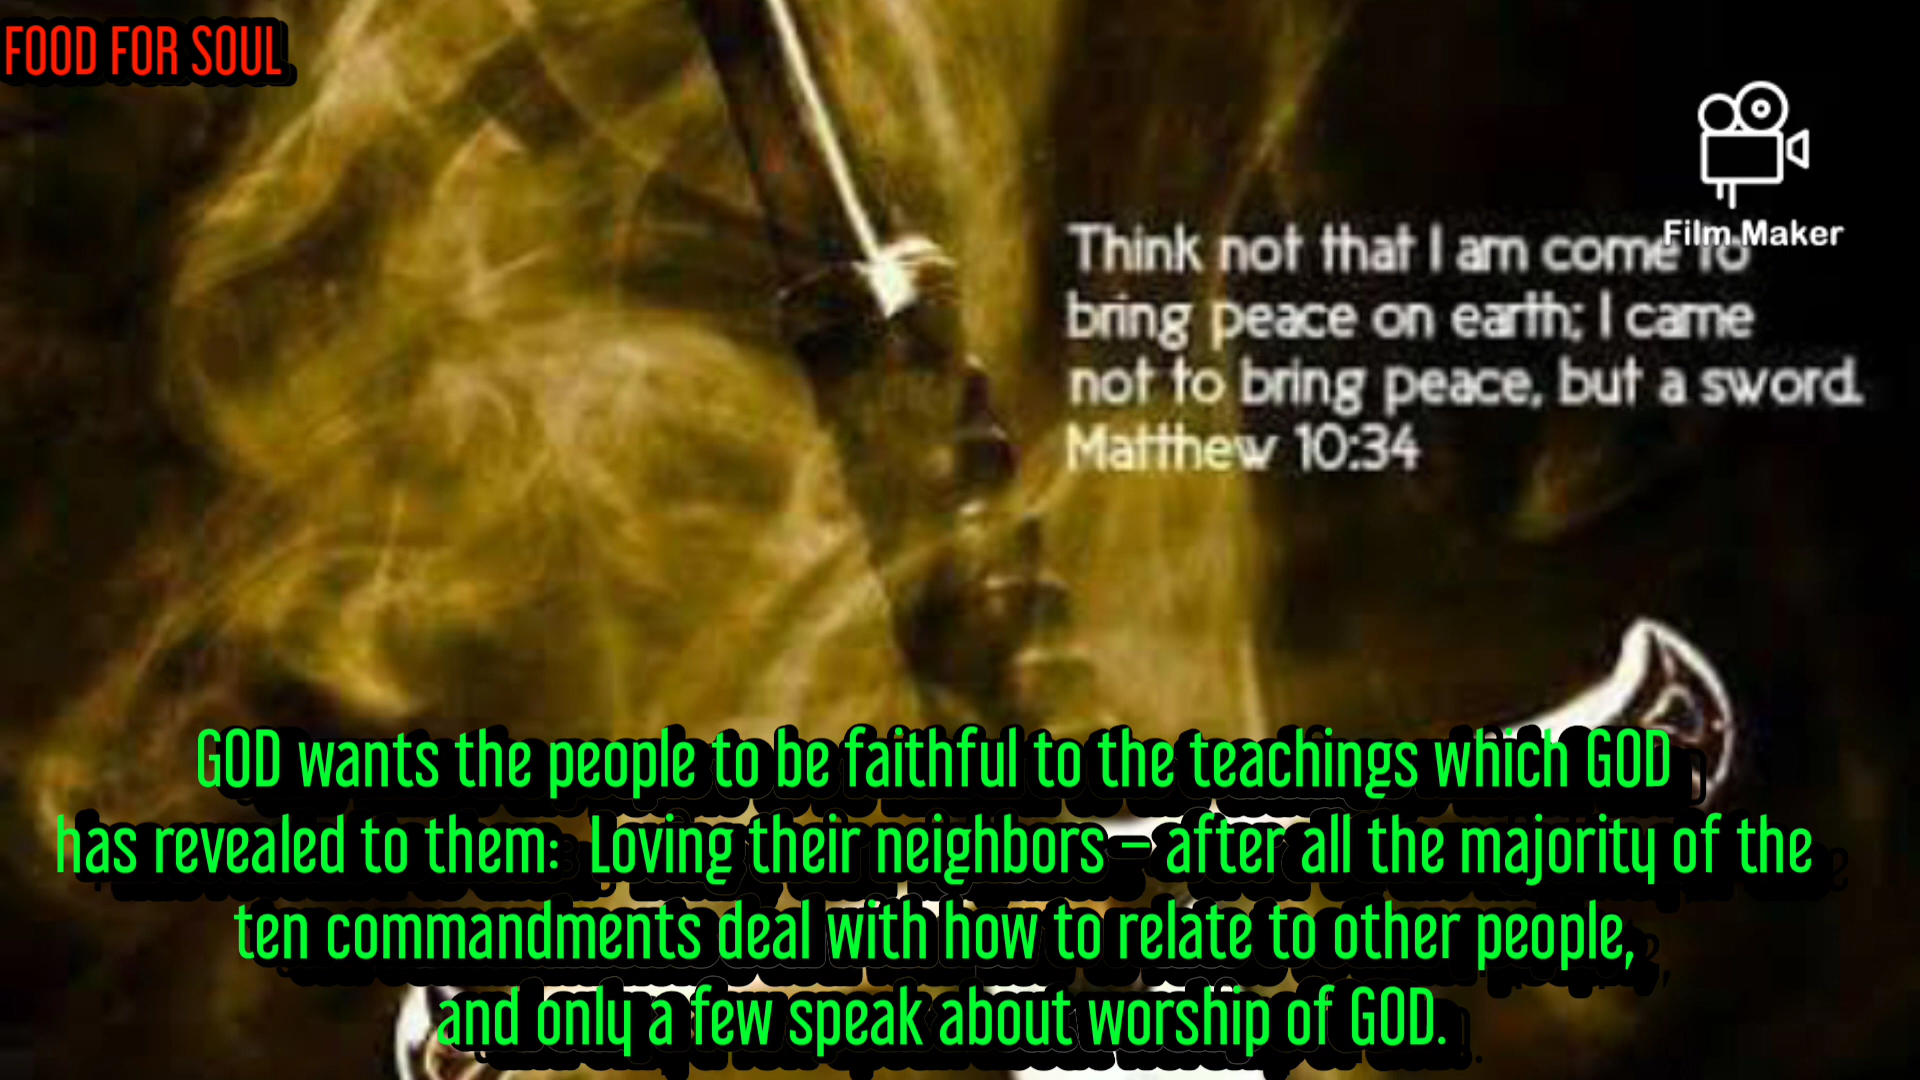 FOOD FOR SOUL
Film Maker
Think not that I am come to
bring peace on earth; I came
not to bring peace, but a sword.
Matthew 10:34
GOD wants the people to be faithful to the teachings which GOD
has revealed to them: Loving their neighbors – after all the majority of the
ten commandments deal with how to relate to other people,
and only a few speak about worship of GOD.